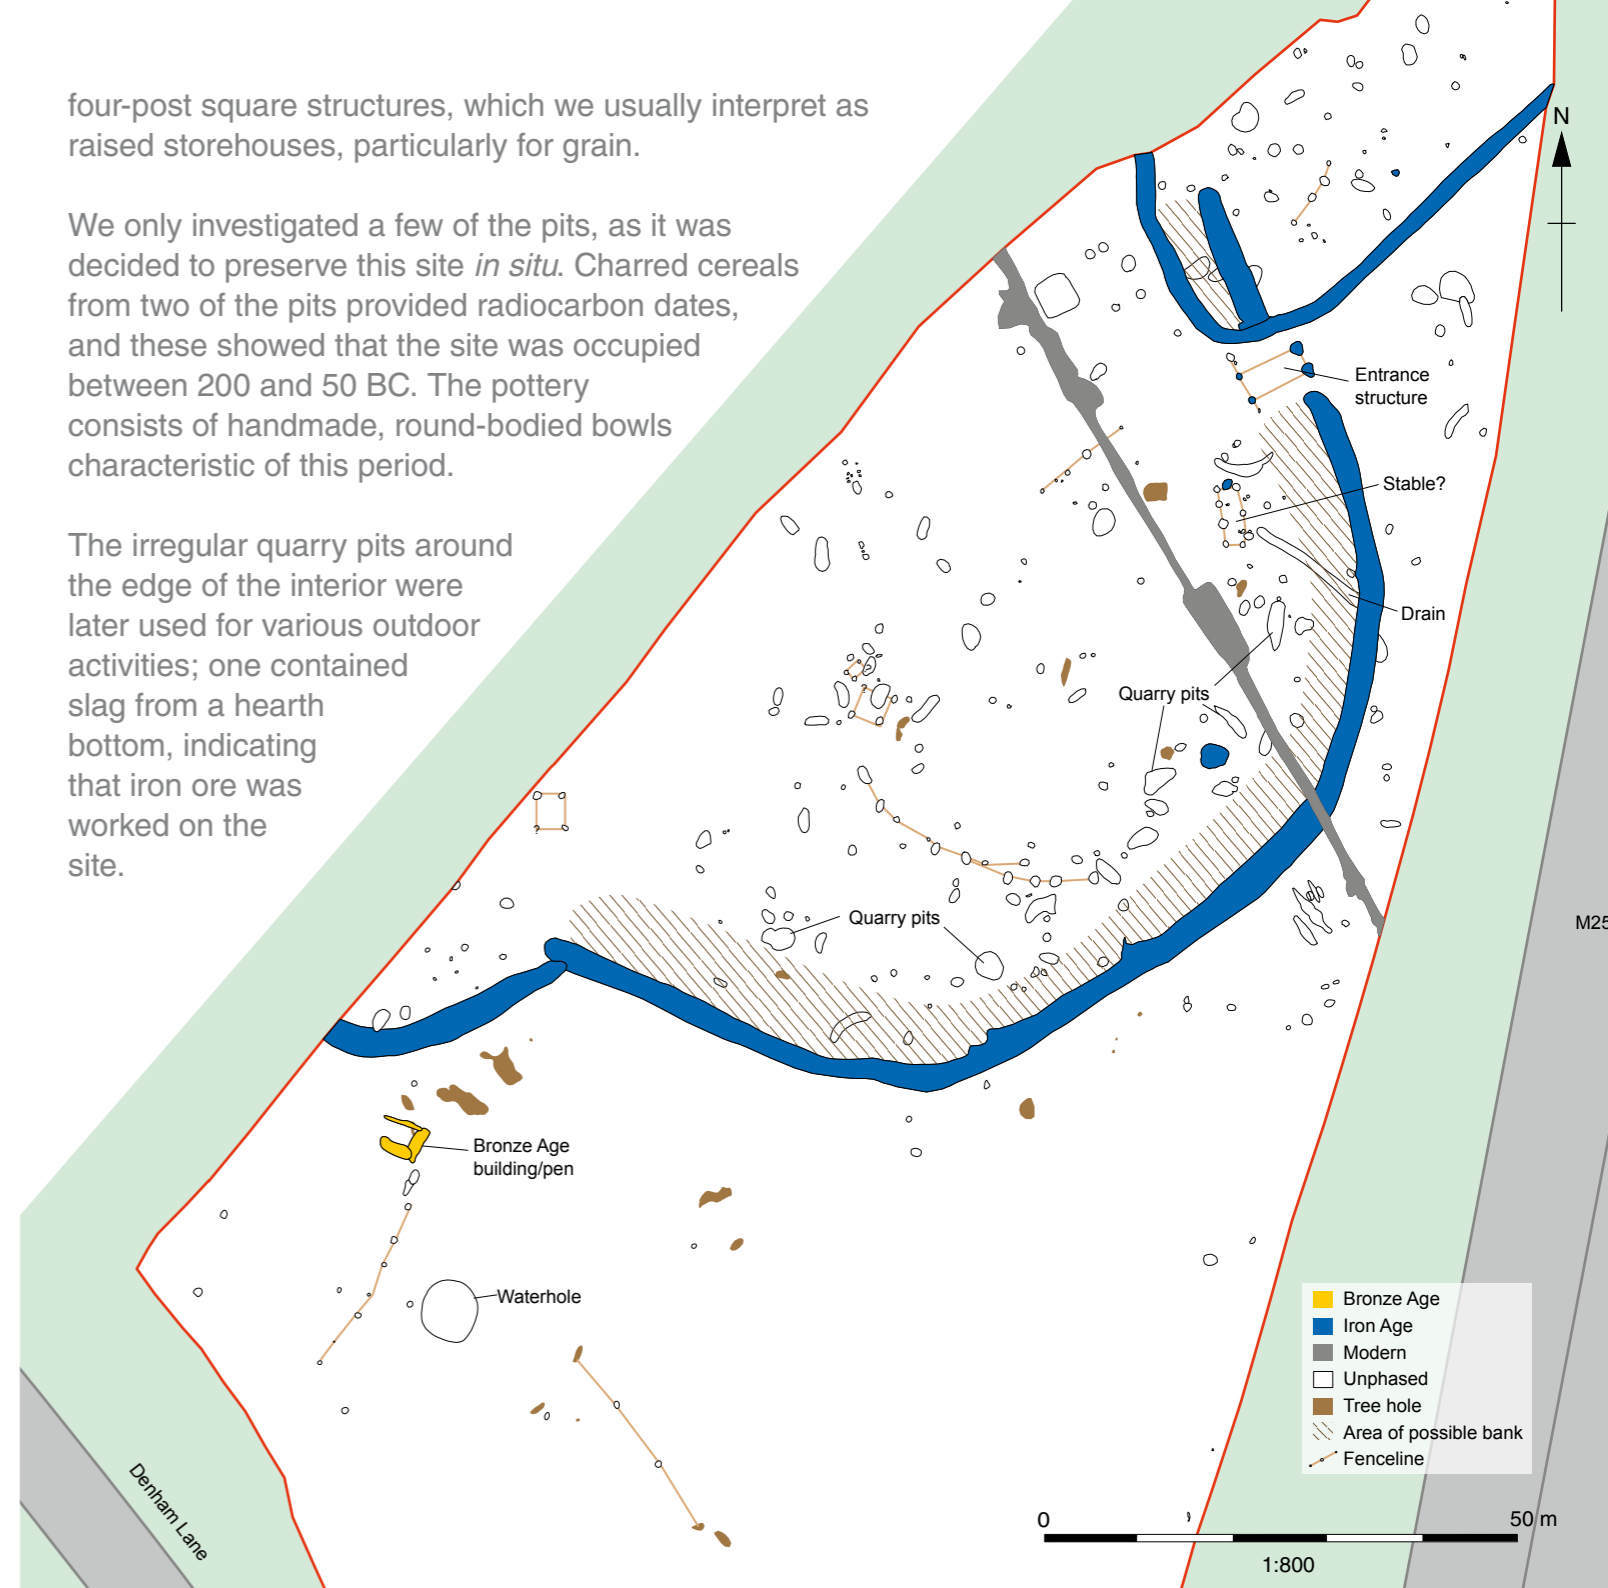 four-post square structures, which we usually interpret as
raised storehouses, particularly for grain.
We only investigated a few of the pits, as it was
decided to preserve this site in situ. Charred cereals
from two of the pits provided radiocarbon dates,
and these showed that the site was occupied
between 200 and 50 BC. The pottery
consists of handmade, round-bodied bowls
characteristic of this period.
The irregular quarry pits around
the edge of the interior were
later used for various outdoor
activities; one contained
slag from a hearth
bottom, indicating
that iron ore was
worked on the
site.
N
Entrance
structure
Stable?
Drain
Quarry pits
?
?
Quarry pits
M25
Bronze Age
building/pen
Waterhole
Denham Lane
Bronze Age
Iron Age
Modern
Unphased
Tree hole
Area of possible bank
Fenceline
0 50 m
1:800